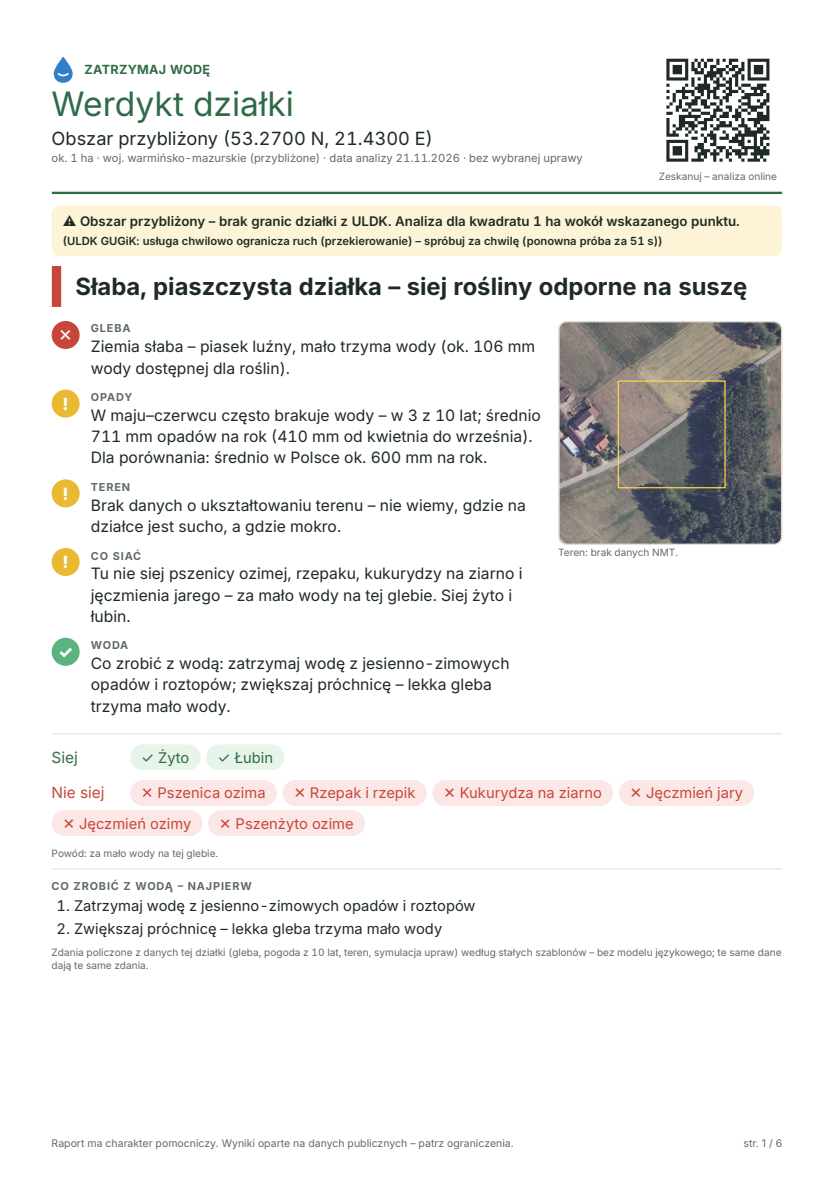 ZATRZYMAJ WODĘ
Werdykt działki
Obszar przybliżony (53.2700 N, 21.4300 E)
ok. 1 ha · woj. warmińsko-mazurskie (przybliżone) · data analizy 21.11.2026 · bez wybranej uprawy
Zeskanuj – analiza online
⚠ Obszar przybliżony – brak granic działki z ULDK. Analiza dla kwadratu 1 ha wokół wskazanego punktu.
(ULDK GUGiK: usługa chwilowo ogranicza ruch (przekierowanie) – spróbuj za chwilę (ponowna próba za 51 s))
Słaba, piaszczysta działka – siej rośliny odporne na suszę
GLEBA
Ziemia słaba – piasek luźny, mało trzyma wody (ok. 106 mm
wody dostępnej dla roślin).
OPADY
W maju–czerwcu często brakuje wody – w 3 z 10 lat; średnio
711 mm opadów na rok (410 mm od kwietnia do września).
Dla porównania: średnio w Polsce ok. 600 mm na rok.
TEREN
Brak danych o ukształtowaniu terenu – nie wiemy, gdzie na
działce jest sucho, a gdzie mokro.
CO SIAĆ
Tu nie siej pszenicy ozimej, rzepaku, kukurydzy na ziarno i
jęczmienia jarego – za mało wody na tej glebie. Siej żyto i
łubin.
WODA
Co zrobić z wodą: zatrzymaj wodę z jesienno-zimowych
opadów i roztopów; zwiększaj próchnicę – lekka gleba
trzyma mało wody.
Teren: brak danych NMT.
Siej ✓ Żyto ✓ Łubin
Nie siej ✕ Pszenica ozima ✕ Rzepak i rzepik ✕ Kukurydza na ziarno ✕ Jęczmień jary
✕ Jęczmień ozimy ✕ Pszenżyto ozime
Powód: za mało wody na tej glebie.
CO ZROBIĆ Z WODĄ – NAJPIERW
1. Zatrzymaj wodę z jesienno-zimowych opadów i roztopów
2. Zwiększaj próchnicę – lekka gleba trzyma mało wody
Zdania policzone z danych tej działki (gleba, pogoda z 10 lat, teren, symulacja upraw) według stałych szablonów – bez modelu językowego; te same dane
dają te same zdania.
Raport ma charakter pomocniczy. Wyniki oparte na danych publicznych – patrz ograniczenia.
str. 1 / 6